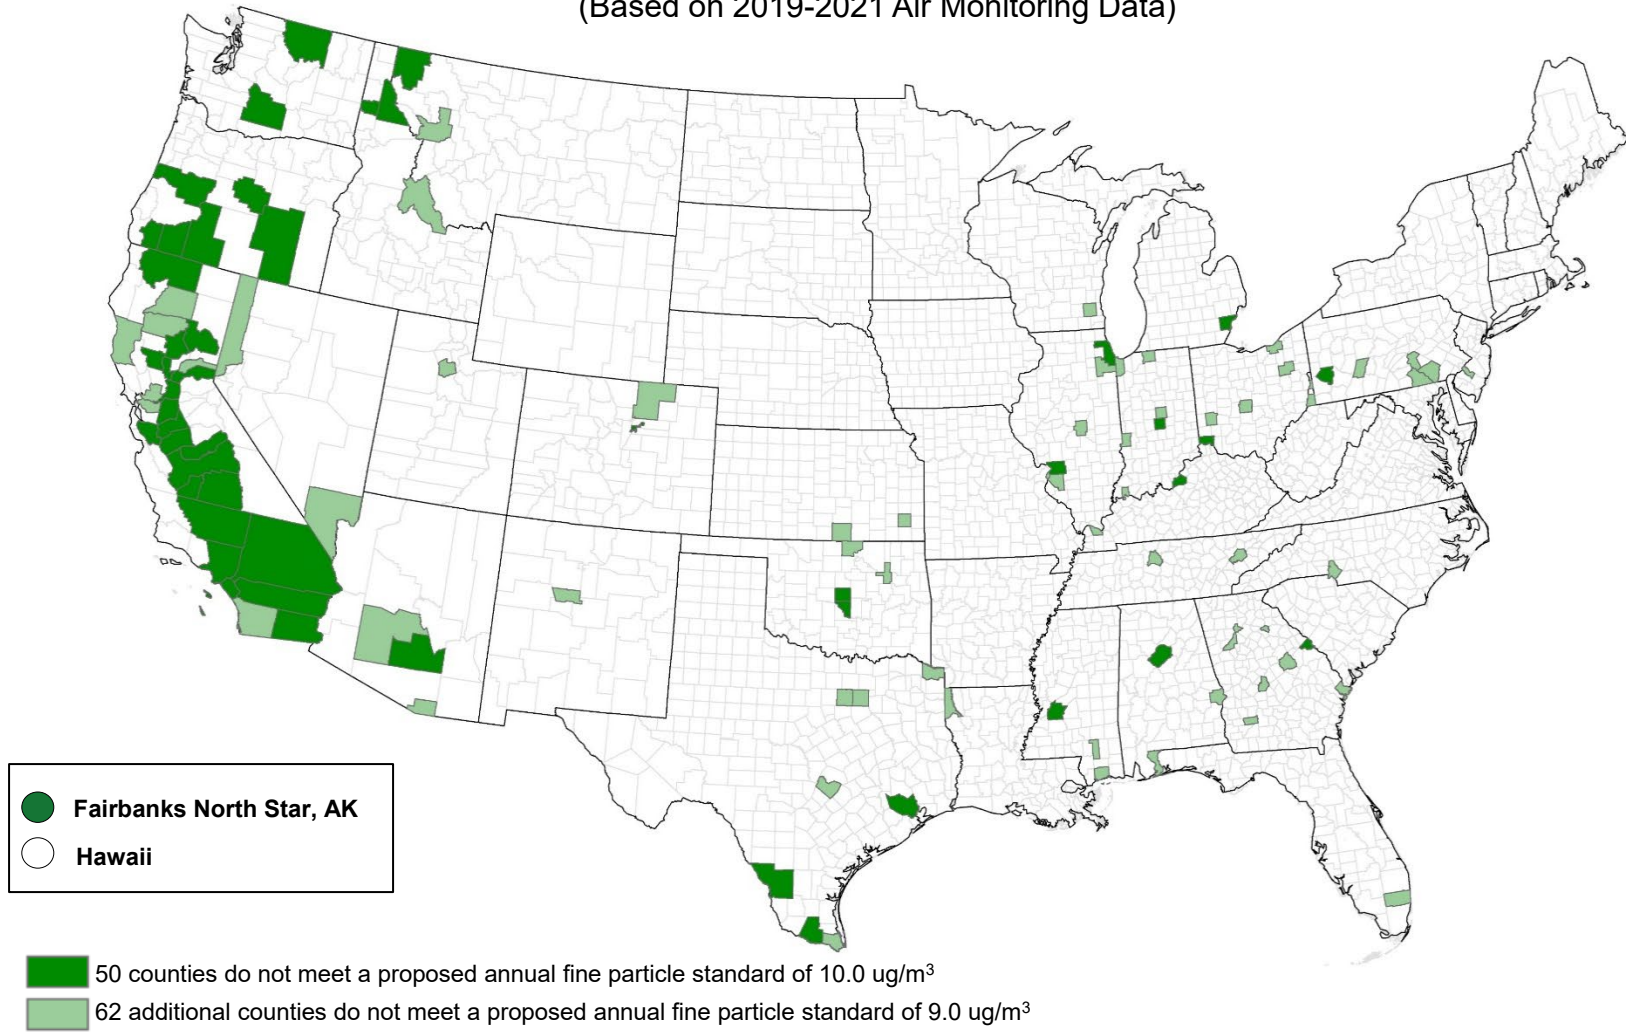 (Based on 2019-2021 Air Monitoring Data)
Fairbanks North Star, AK
Hawaii
50 counties do not meet a proposed annual fine particle standard of 10.0 ug/m³
62 additional counties do not meet a proposed annual fine particle standard of 9.0 ug/m³